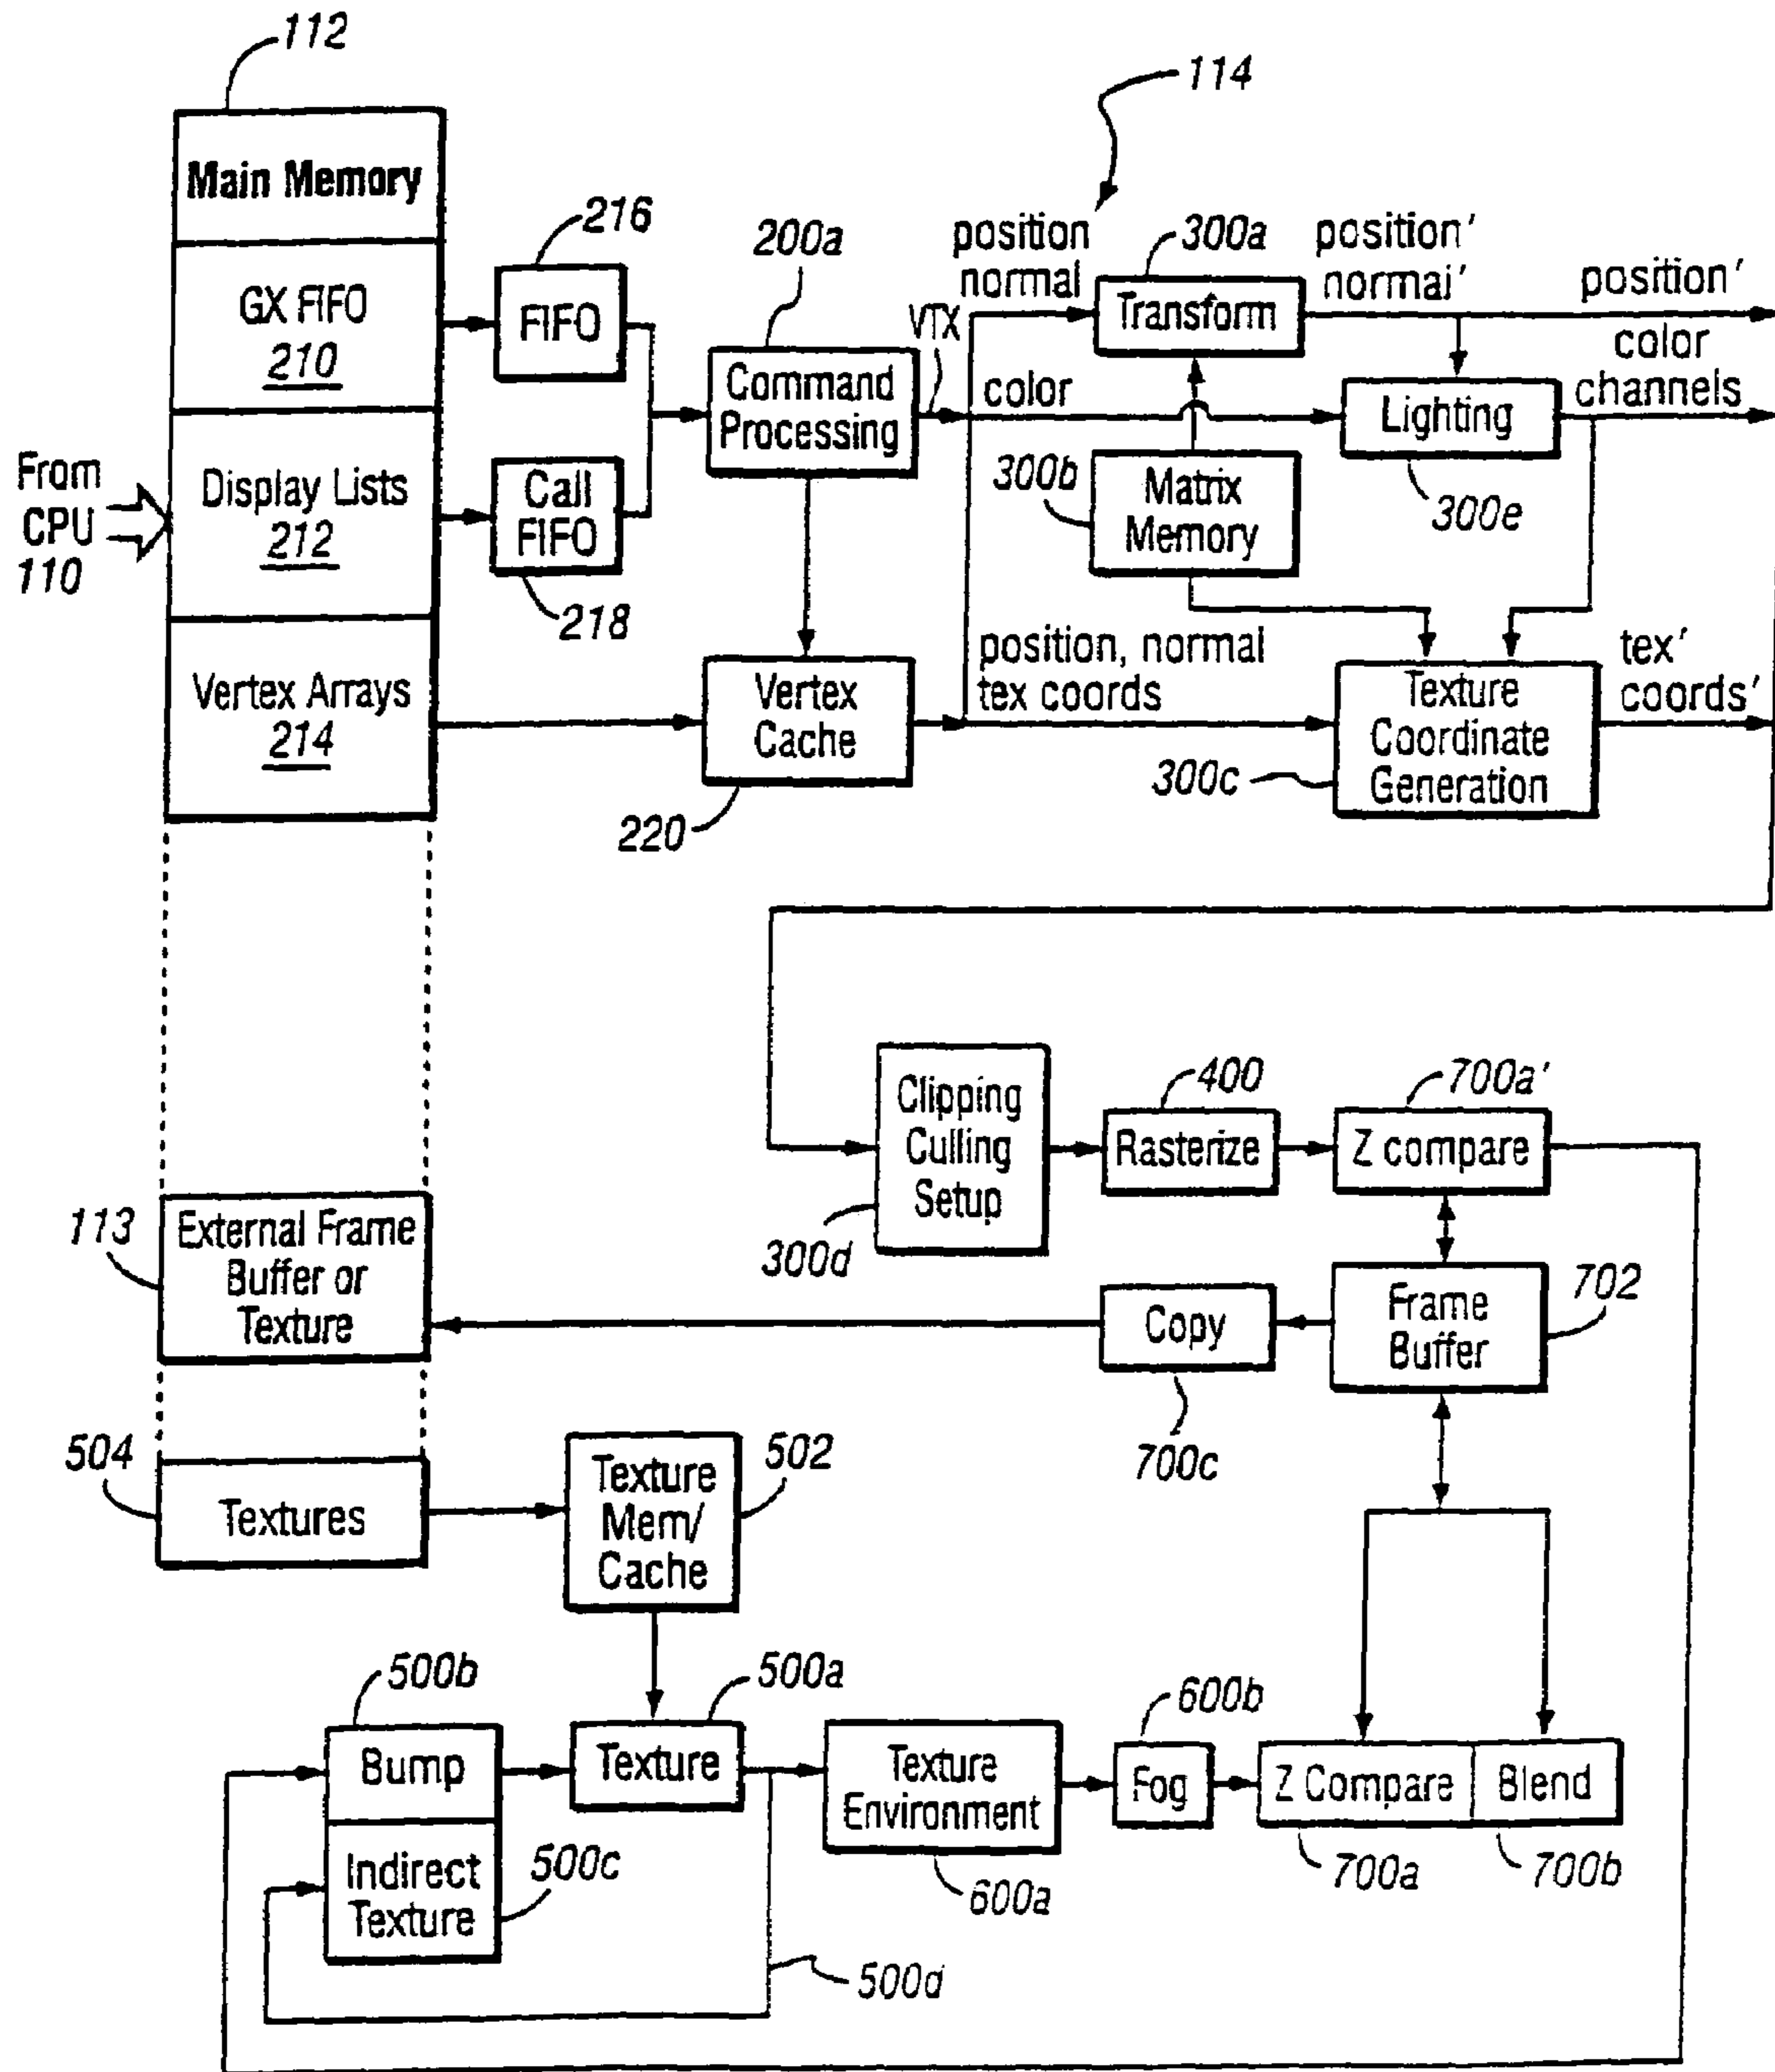 112
114
Main Memory
GX FIFO
210
Display Lists
212
Vertex Arrays
214
From
CPU
110
216
FIFO
Call
FIFO
218
200a
Command
Processing
VTX
Vertex
Cache
220
position
normal
300a
Transform
position'
normal'
position'
color
color
channels
Lighting
300e
300b
Matrix
Memory
position, normal
tex coords
300c
Texture
Coordinate
Generation
tex'
coords'
Clipping
Culling
Setup
300d
400
Rasterize
700a'
Z compare
113
External Frame
Buffer or
Texture
Copy
700c
Frame
Buffer
702
504
Textures
Texture
Mem/
Cache
502
500b
Bump
Indirect
Texture
500c
500a
Texture
500d
Texture
Environment
600a
600b
Fog
Z Compare
Blend
700a
700b